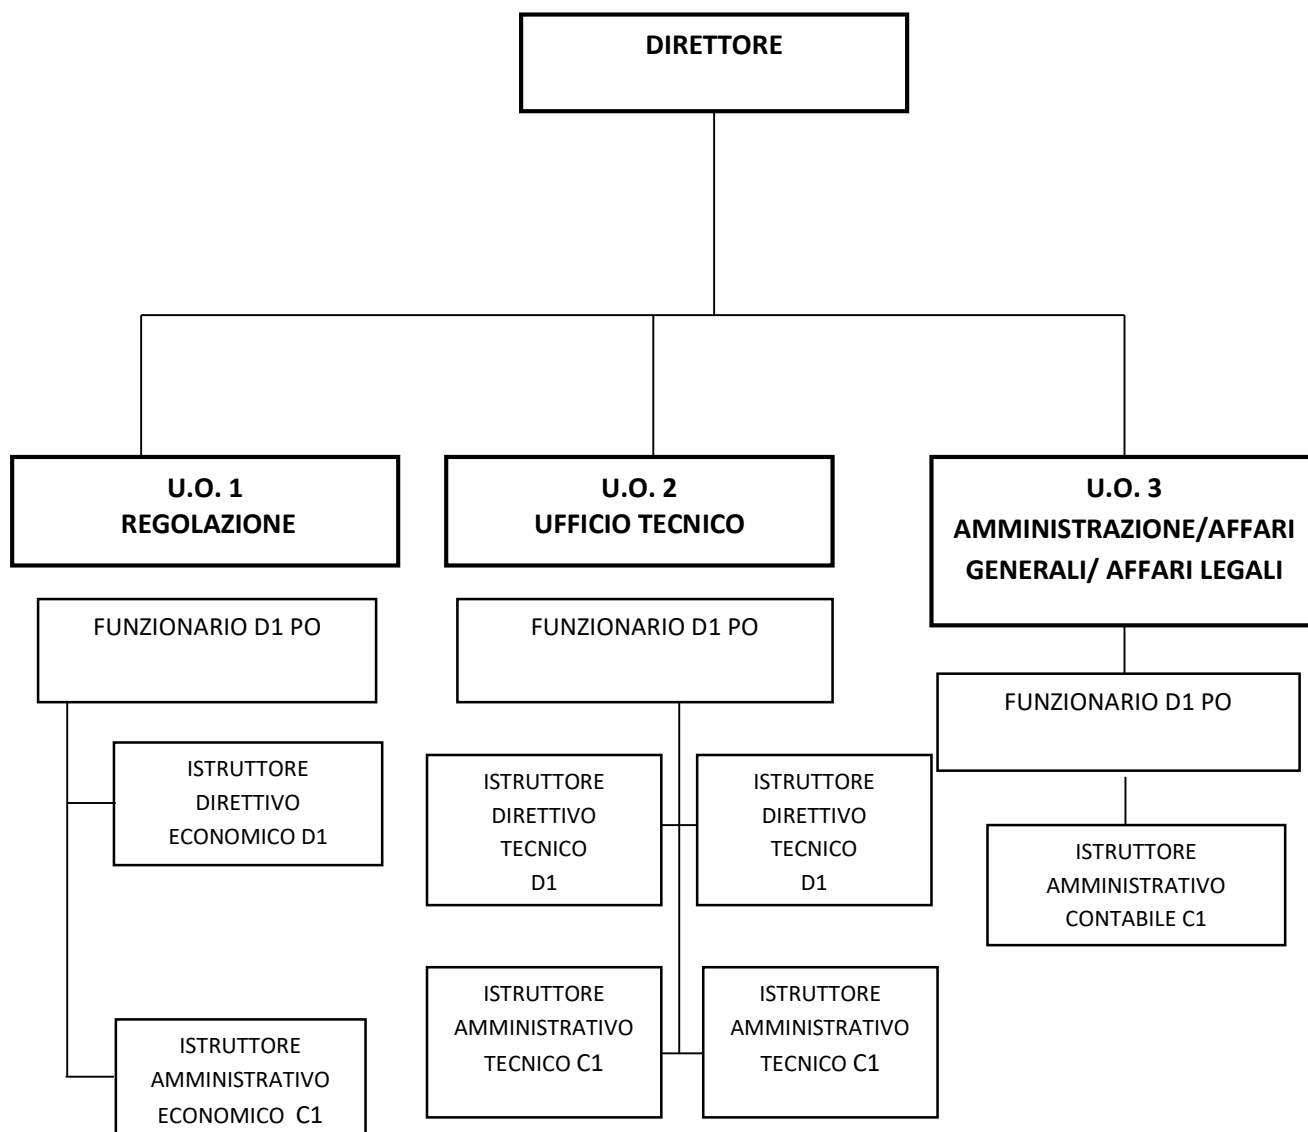 DIRETTORE
U.O. 1
REGOLAZIONE
U.O. 2
UFFICIO TECNICO
U.O. 3
AMMINISTRAZIONE/AFFARI
GENERALI/ AFFARI LEGALI
FUNZIONARIO D1 PO
FUNZIONARIO D1 PO
FUNZIONARIO D1 PO
ISTRUTTORE
DIRETTIVO
ECONOMICO D1
ISTRUTTORE
DIRETTIVO
TECNICO
D1
ISTRUTTORE
DIRETTIVO
TECNICO
D1
ISTRUTTORE
AMMINISTRATIVO
CONTABILE C1
ISTRUTTORE
AMMINISTRATIVO
ECONOMICO  C1
ISTRUTTORE
AMMINISTRATIVO
TECNICO C1
ISTRUTTORE
AMMINISTRATIVO
TECNICO C1